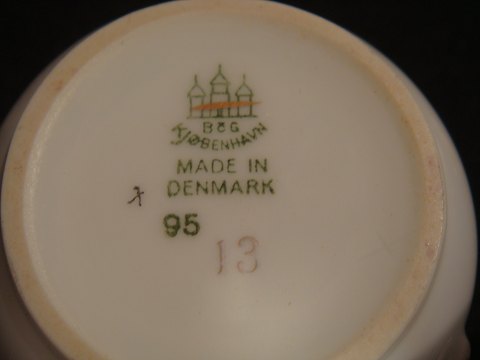 B&G
KJØBENHAVN
MADE IN
DENMARK
95
13